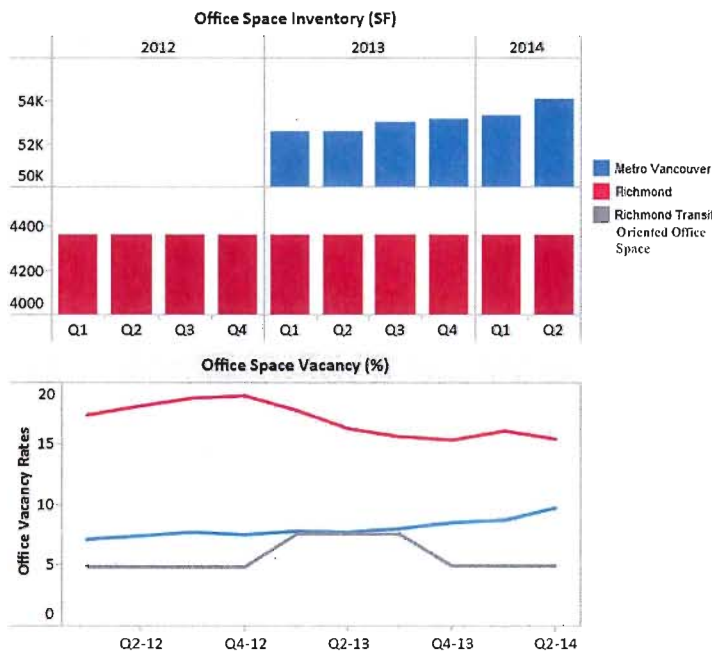 Office Space Inventory (SF)
2012 2013 2014
54K
52K
50K
4400
4200
4000
Q1 Q2 Q3 Q4 Q1 Q2 Q3 Q4 Q1 Q2
Metro Vancouver
Richmond
Richmond Transit
Oriented Office
Space
Office Space Vacancy (%)
Office Vacancy Rates
20
15
10
5
0
Q2-12 Q4-12 Q2-13 Q4-13 Q2-14